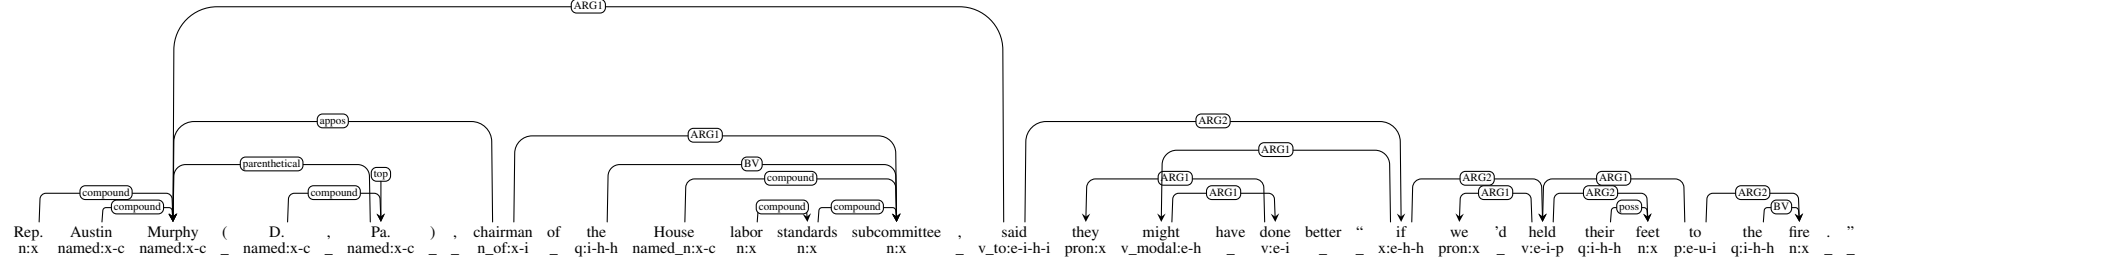 ARG1
appos ARG2
ARG1
ARG1
parenthetical BV
top compound ARG1 ARG2 ARG1
compound compound ARG1 ARG1 ARG2 ARG2
compound compound compound poss BV
Rep. Austin Murphy ( D. , Pa. ) , chairman of the House labor standards subcommittee , said they might have done better “ if we 'd held their feet to the fire . ”
n:x named:x-c named:x-c _ named:x-c _ named:x-c _ _ n_of:x-i _ q:i-h-h named_n:x-c n:x n:x n:x _ v_to:e-i-h-i pron:x v_modal:e-h _ v:e-i _ _ x:e-h-h pron:x _ v:e-i-p q:i-h-h n:x p:e-u-i q:i-h-h n:x _ _